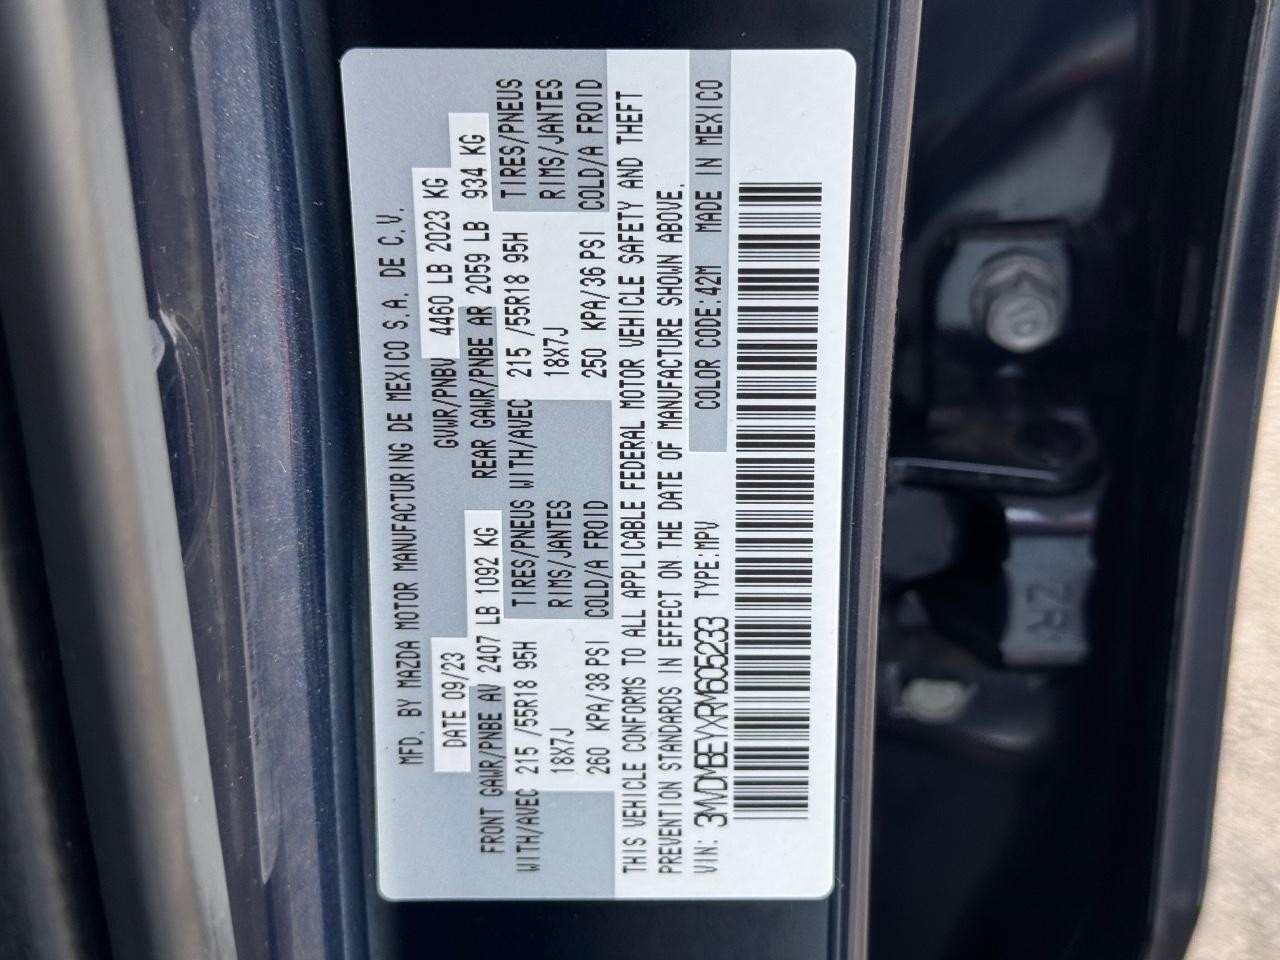 MFD. BY MAZDA MOTOR MANUFACTURING DE MEXICO S.A. DE C.V.
DATE 09/23 GVWR/PNBV 4460 LB 2023 KG
FRONT GAWR/PNBE AV 2407 LB 1092 KG REAR GAWR/PNBE AR 2059 LB 934 KG
WITH/AVEC 215 /55R18 95H TIRES/PNEUS WITH/AVEC 215 /55R18 95H TIRES/PNEUS
18X7J RIMS/JANTES 18X7J RIMS/JANTES
260 KPA/38 PSI COLD/A FROID 250 KPA/36 PSI COLD/A FROID
THIS VEHICLE CONFORMS TO ALL APPLICABLE FEDERAL MOTOR VEHICLE SAFETY AND THEFT
PREVENTION STANDARDS IN EFFECT ON THE DATE OF MANUFACTURE SHOWN ABOVE.
VIN: 3MVDMBEYXRM605233 TYPE:MPV COLOR CODE:42M MADE IN MEXICO